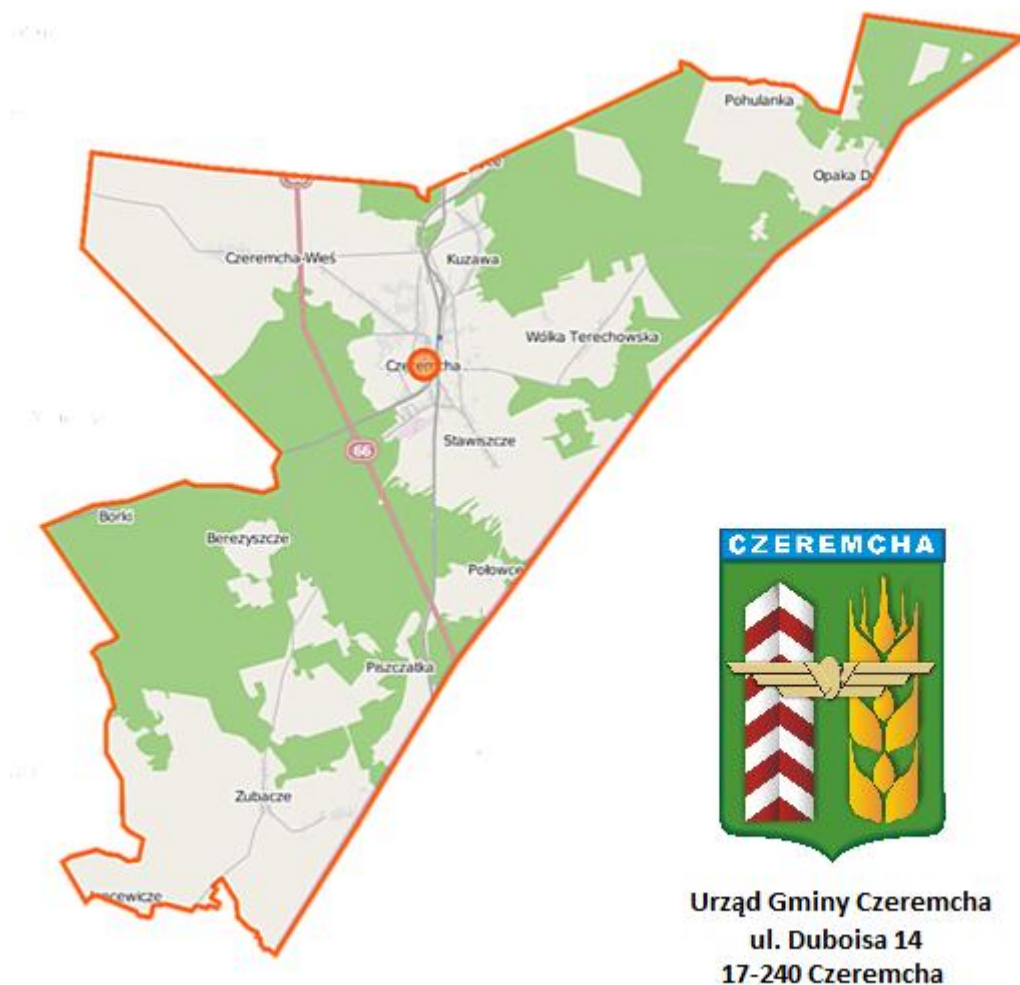 Pohulanka
Opaka D
Czeremcha-Wieś
Kuzawa
Wólka Terechowska
Czeremcha
Stawiszcze
66
Borki
Berezyszcze
Połowce
CZEREMCHA
Piszczatka
Zubacze
Urząd Gminy Czeremcha
ul. Duboisa 14
17-240 Czeremcha